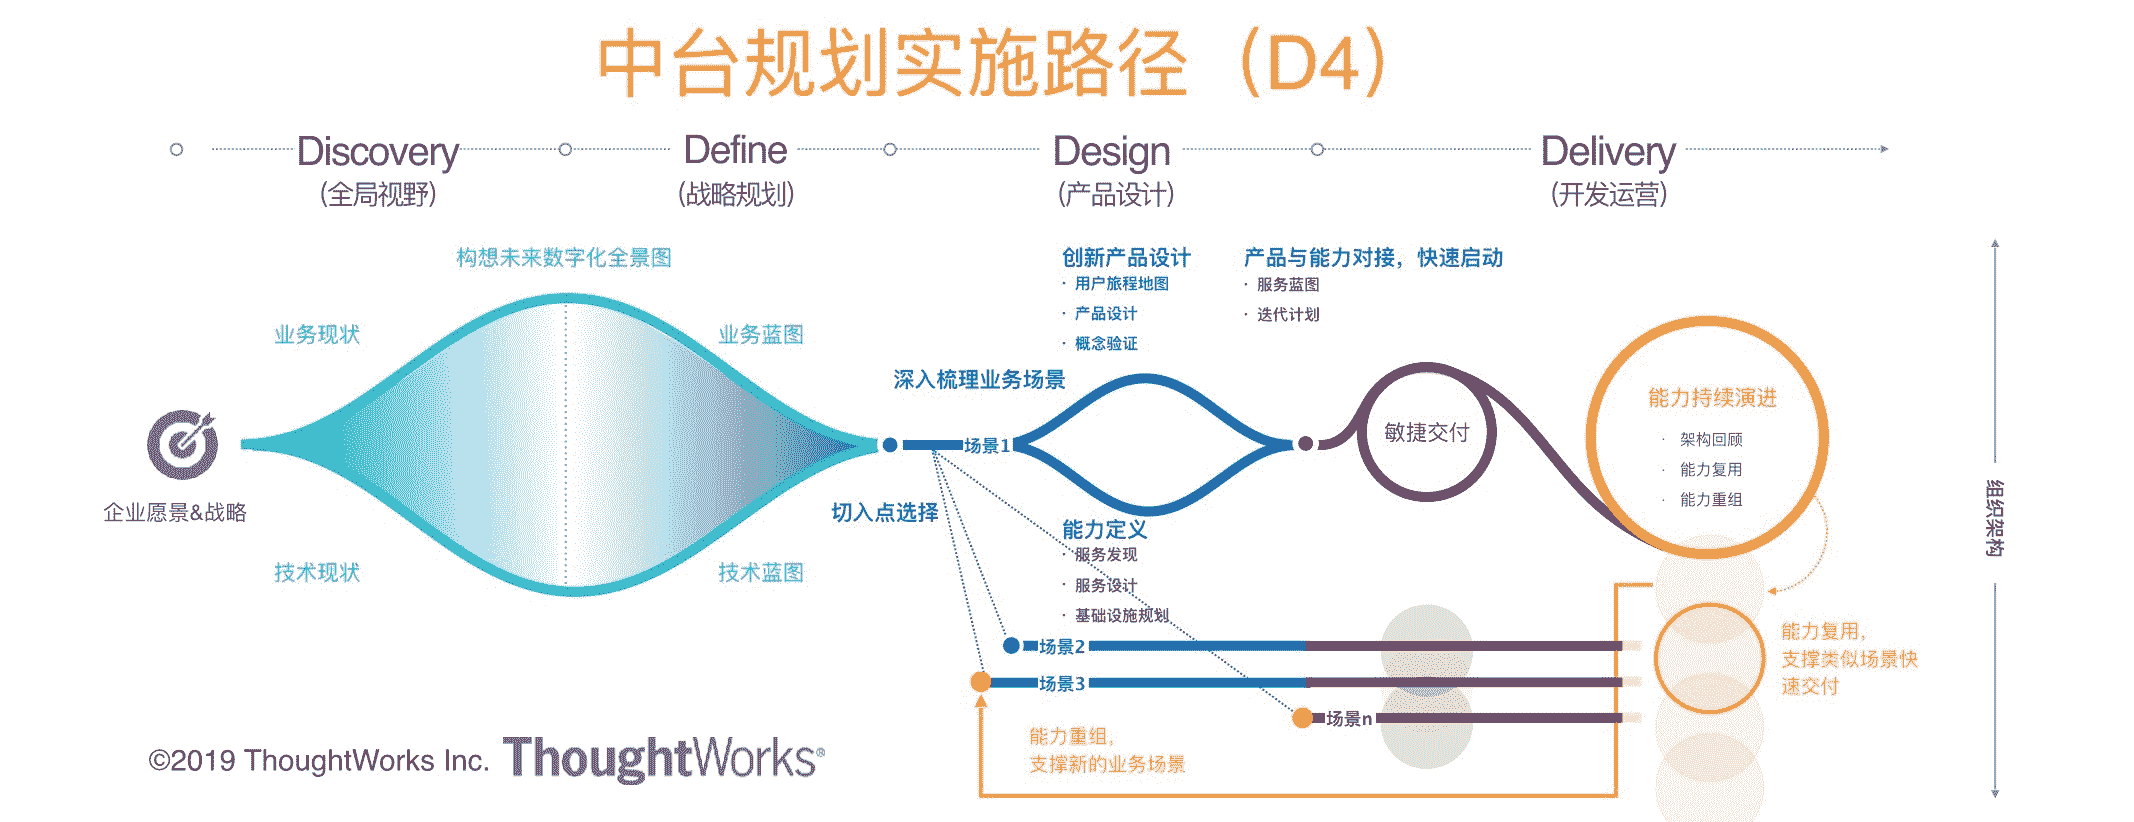 中台规划实施路径（D4）
Discovery
(全局视野)
Define
(战略规划)
Design
(产品设计)
Delivery
(开发运营)
构想未来数字化全景图
业务现状
业务蓝图
企业愿景&战略
技术现状
技术蓝图
深入梳理业务场景
切入点选择
场景1
创新产品设计
· 用户旅程地图
· 产品设计
· 概念验证
能力定义
· 服务发现
· 服务设计
· 基础设施规划
产品与能力对接，快速启动
· 服务蓝图
· 迭代计划
敏捷交付
能力持续演进
· 架构回顾
· 能力复用
· 能力重组
场景2
场景3
场景n
能力重组，
支撑新的业务场景
能力复用，
支撑类似场景快
速交付
组织架构
©2019 ThoughtWorks Inc.
ThoughtWorks®